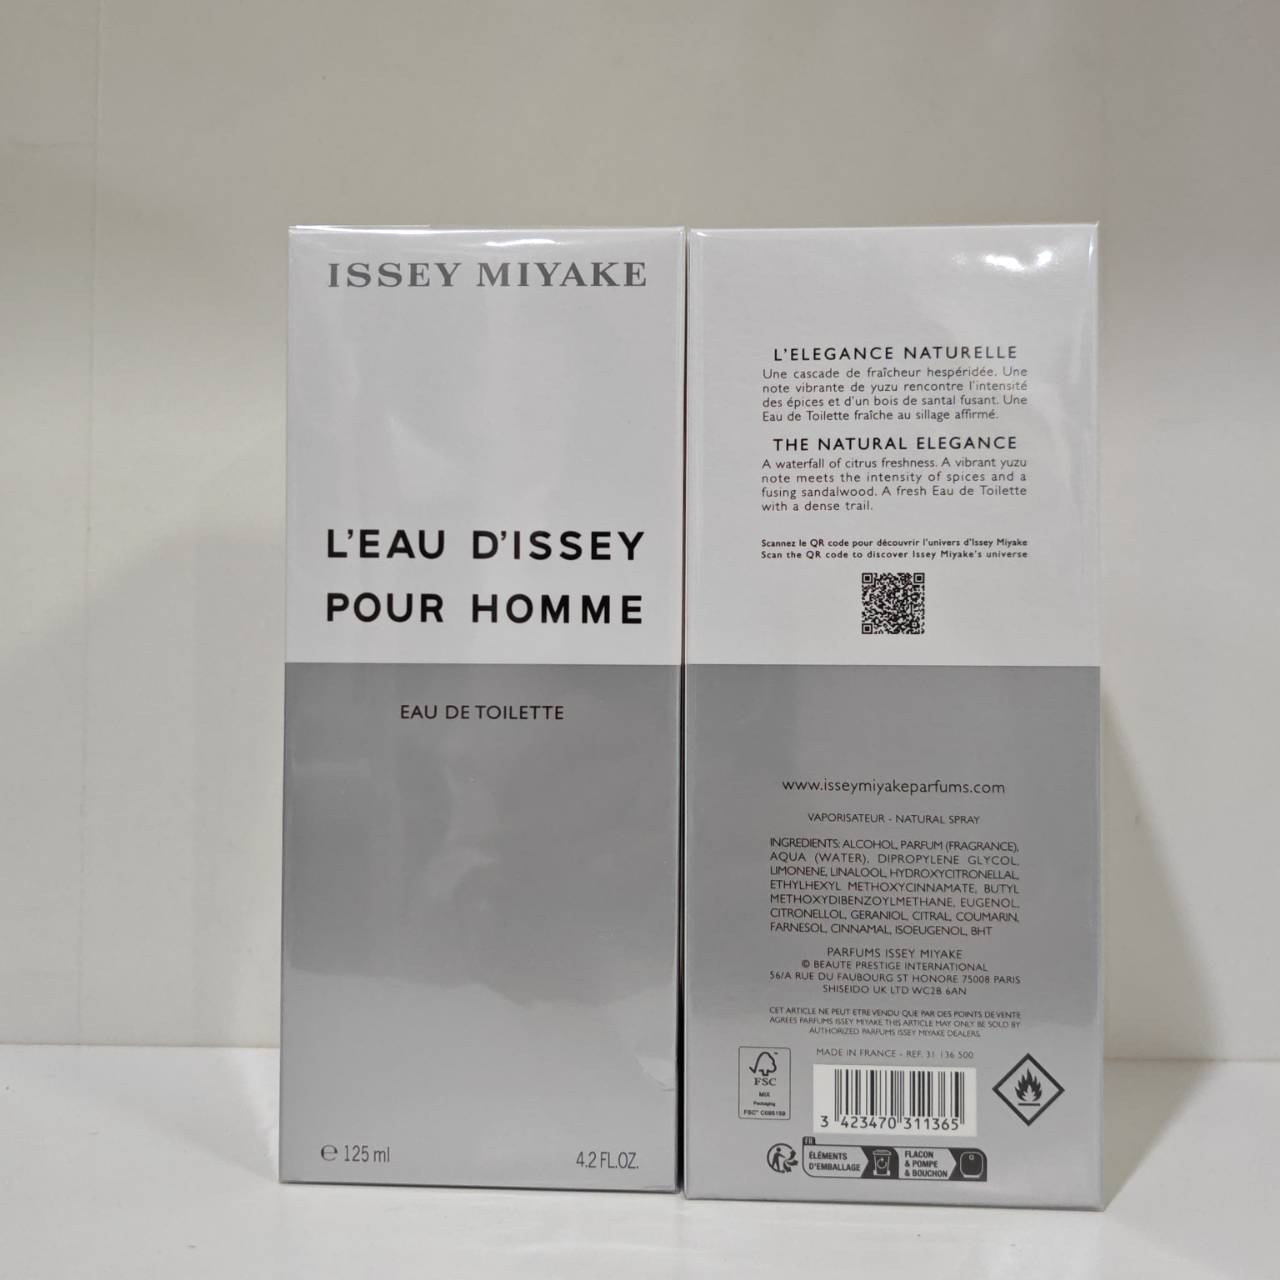 ISSEY MIYAKE
L'EAU D'ISSEY
POUR HOMME
EAU DE TOILETTE
℮ 125 ml
4.2 FL.OZ.
L'ELEGANCE NATURELLE
Une cascade de fraîcheur hespéridée. Une
note vibrante de yuzu rencontre l'intensité
des épices et d'un bois de santal fusant. Une
Eau de Toilette fraîche au sillage affirmé.
THE NATURAL ELEGANCE
A waterfall of citrus freshness. A vibrant yuzu
note meets the intensity of spices and a
fusing sandalwood. A fresh Eau de Toilette
with a dense trail.
Scannez le QR code pour découvrir l'univers d'Issey Miyake
Scan the QR code to discover Issey Miyake's universe
www.isseymiyakeparfums.com
VAPORISATEUR - NATURAL SPRAY
INGREDIENTS: ALCOHOL, PARFUM (FRAGRANCE),
AQUA (WATER), DIPROPYLENE GLYCOL,
LIMONENE, LINALOOL, HYDROXYCITRONELLAL,
ETHYLHEXYL METHOXYCINNAMATE, BUTYL
METHOXYDIBENZOYLMETHANE, EUGENOL,
CITRONELLOL, GERANIOL, CITRAL, COUMARIN,
FARNESOL, CINNAMAL, ISOEUGENOL, BHT
PARFUMS ISSEY MIYAKE
© BEAUTE PRESTIGE INTERNATIONAL
56/A RUE DU FAUBOURG ST HONORE 75008 PARIS
SHISEIDO UK LTD WC2B 6AN
CET ARTICLE NE PEUT ETRE VENDU QUE PAR DES POINTS DE VENTE
AGREES PARFUMS ISSEY MIYAKE THIS ARTICLE MAY ONLY BE SOLD BY
AUTHORIZED PARFUMS ISSEY MIYAKE DEALERS.
MADE IN FRANCE - REF. 31 136 500
FSC
MIX
Packaging
FSC® C095159
3 423470 311365
FR
ÉLÉMENTS
D'EMBALLAGE
FLACON
& POMPE
& BOUCHON